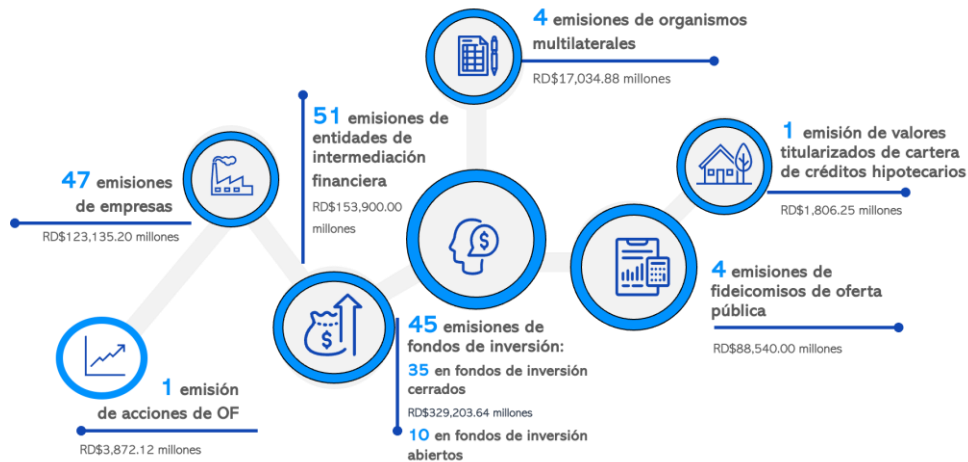 4 emisiones de organismos
multilaterales
RD$17,034.88 millones
51 emisiones de
entidades de
intermediación
financiera
RD$153,900.00
millones
1 emisión de valores
titularizados de cartera
de créditos hipotecarios
RD$1,806.25 millones
47 emisiones
de empresas
RD$123,135.20 millones
4 emisiones de
fideicomisos de oferta
pública
RD$88,540.00 millones
45 emisiones de
fondos de inversión:
35 en fondos de inversión
cerrados
RD$329,203.64 millones
10 en fondos de inversión
abiertos
1 emisión
de acciones de OF
RD$3,872.12 millones
$
$